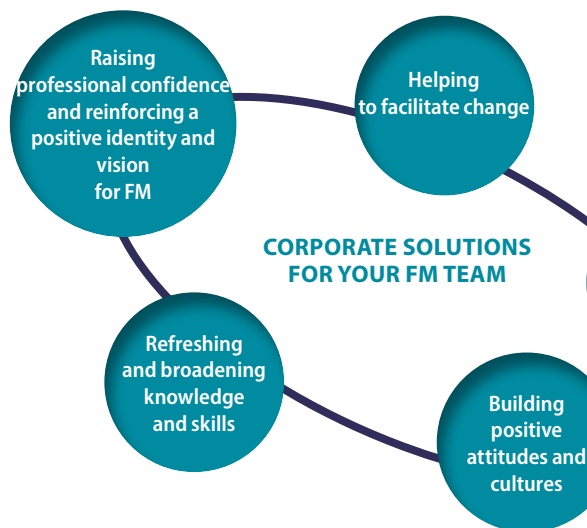 Raising
professional confidence
and reinforcing a
positive identity and
vision
for FM
Helping
to facilitate change
CORPORATE SOLUTIONS
FOR YOUR FM TEAM
Refreshing
and broadening
knowledge
and skills
Building
positive
attitudes and
cultures